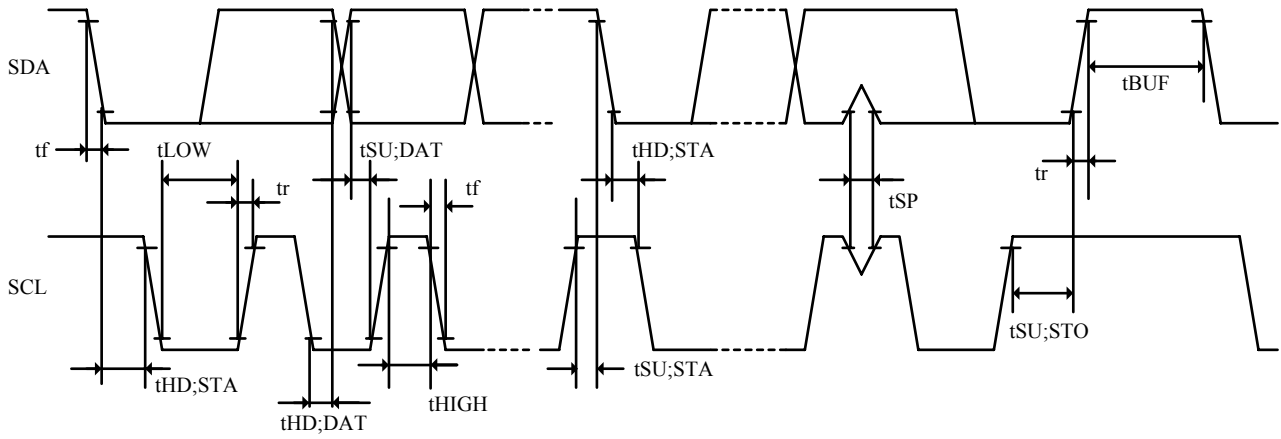 SDA
tBUF
tf
tLOW
tSU;DAT
tHD;STA
tr
tf
tSP
tr
SCL
tSU;STO
tHD;STA
tHD;DAT
tHIGH
tSU;STA